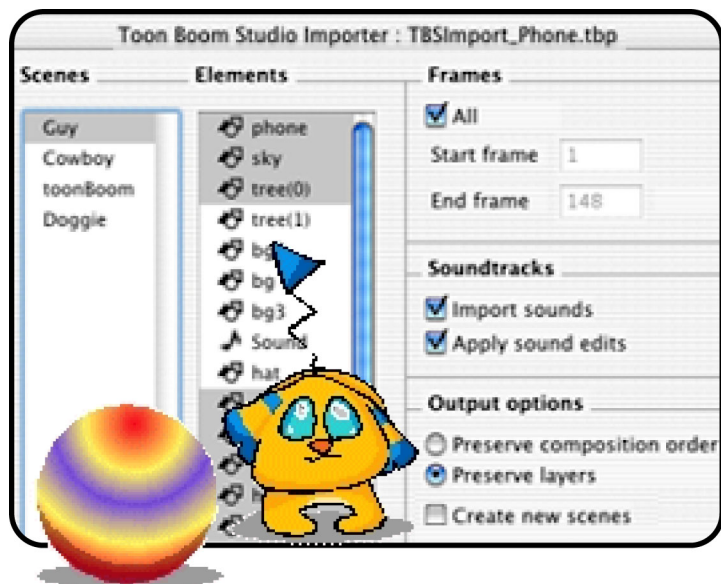 Toon Boom Studio Importer : TBSImport_Phone.tbp
Scenes
Guy
Cowboy
toonBoom
Doggie
Elements
phone
sky
tree(0)
tree(1)
bg
bg3
Sound
hat
Frames
All
Start frame 1
End frame 148
Soundtracks
Import sounds
Apply sound edits
Output options
Preserve composition order
Preserve layers
Create new scenes